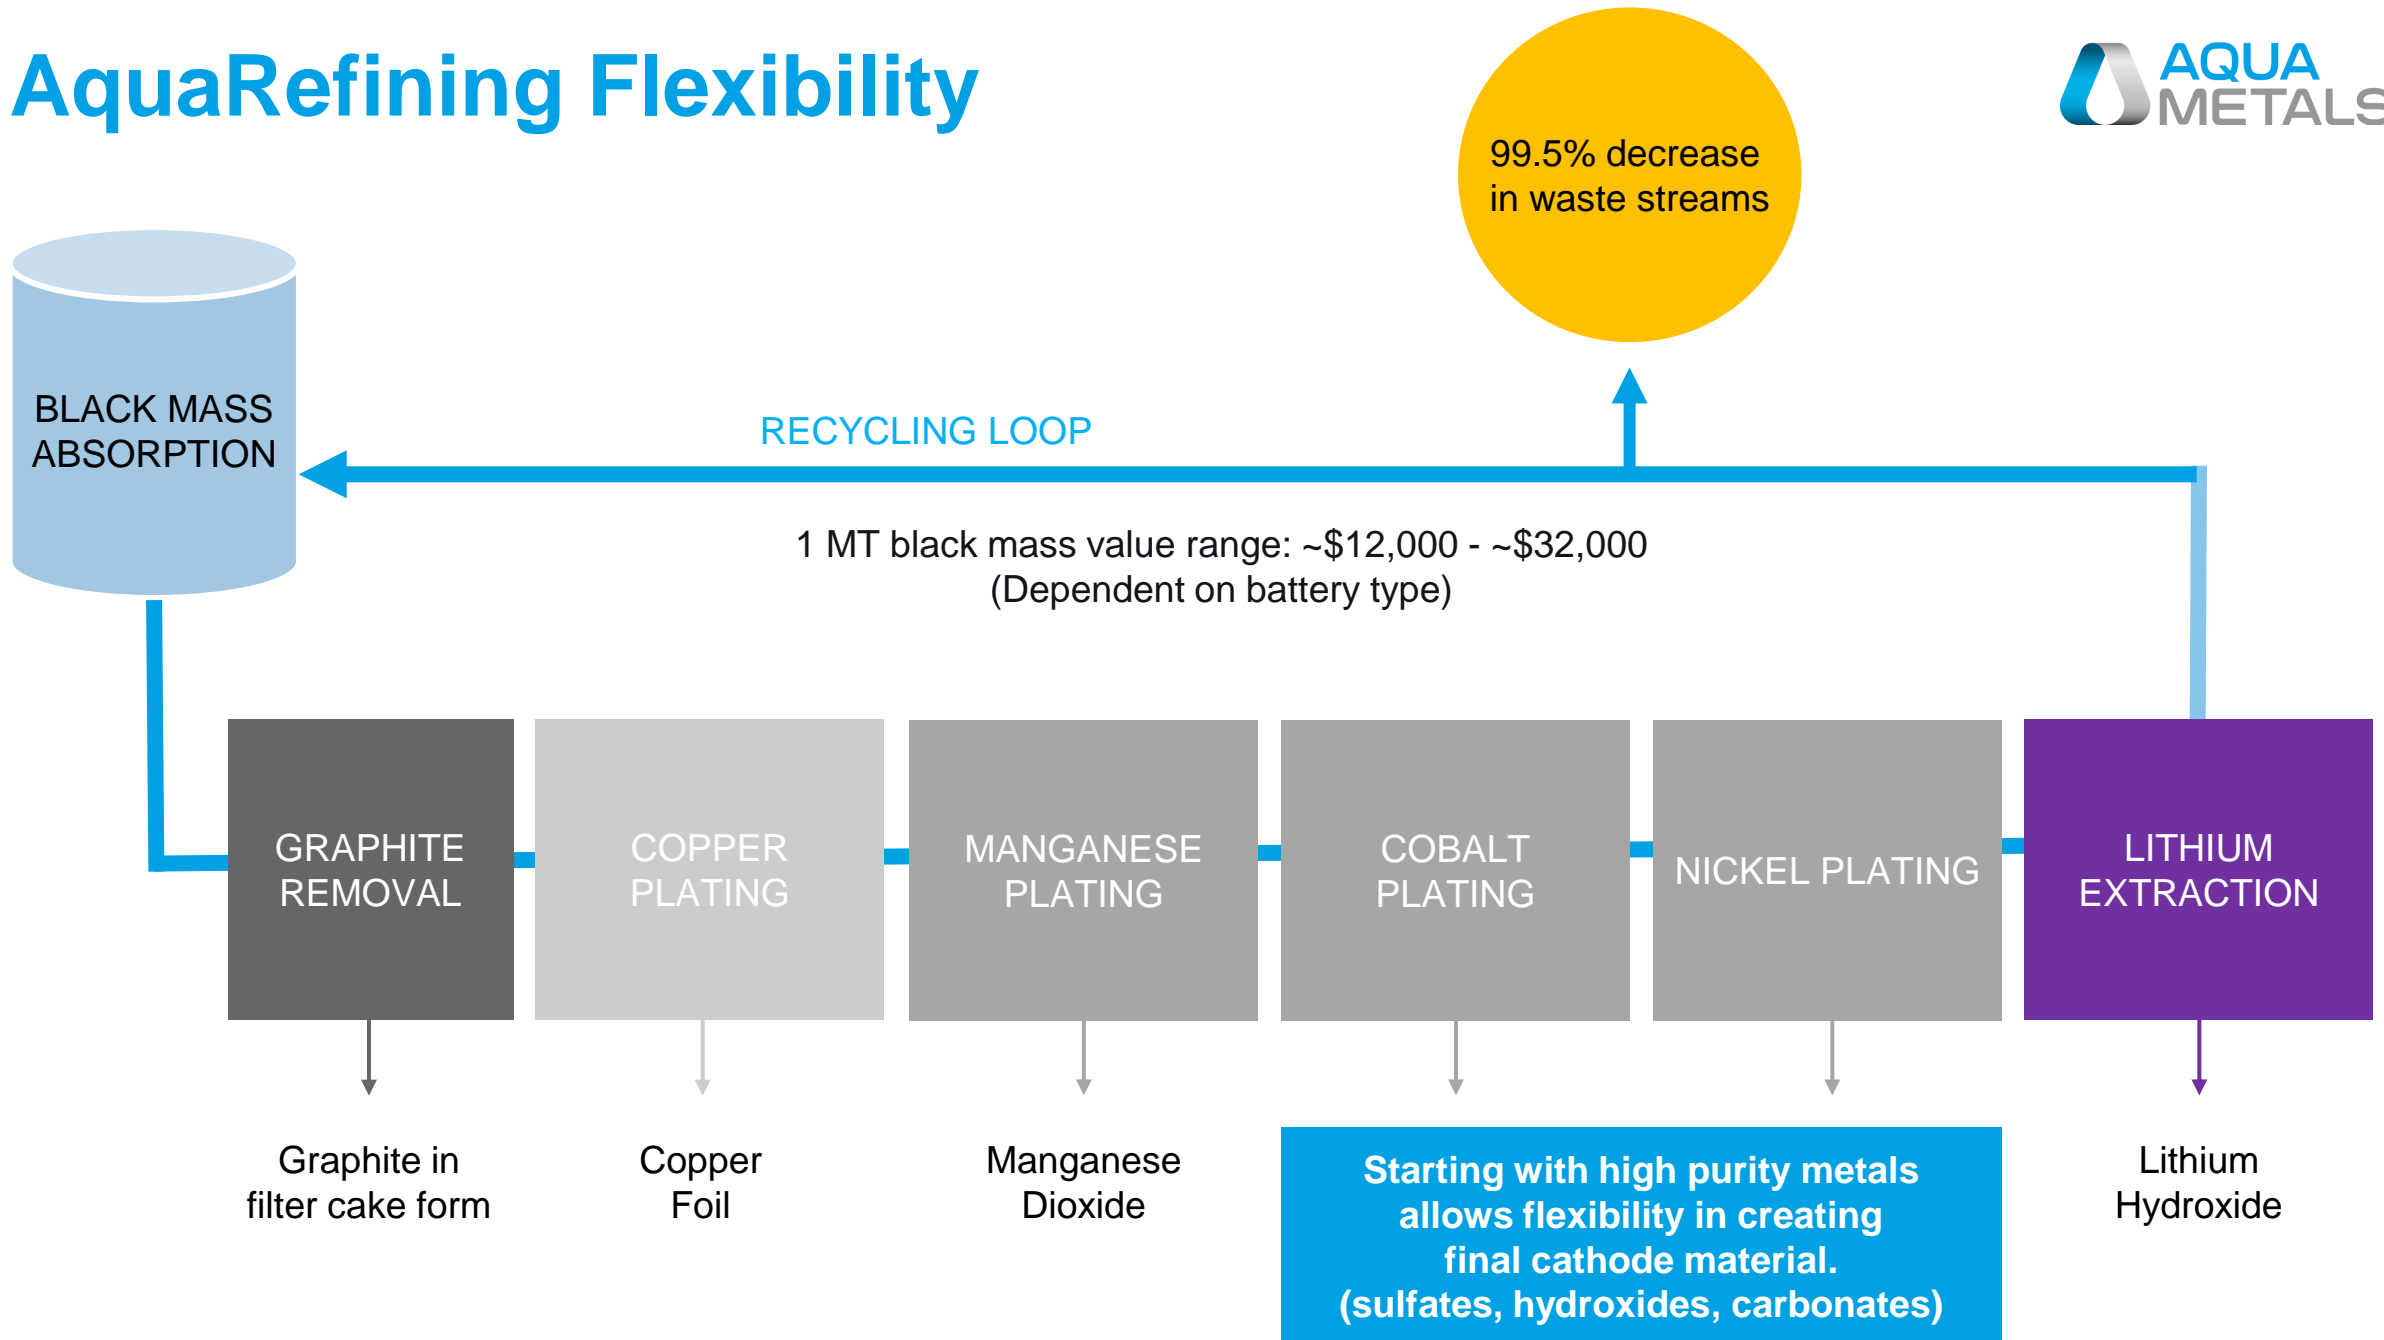 AquaRefining Flexibility
AQUA
METALS
99.5% decrease
in waste streams
BLACK MASS
ABSORPTION
RECYCLING LOOP
1 MT black mass value range: ~$12,000 - ~$32,000
(Dependent on battery type)
GRAPHITE
REMOVAL
COPPER
PLATING
MANGANESE
PLATING
COBALT
PLATING
NICKEL PLATING
LITHIUM
EXTRACTION
Graphite in
filter cake form
Copper
Foil
Manganese
Dioxide
Starting with high purity metals
allows flexibility in creating
final cathode material.
(sulfates, hydroxides, carbonates)
Lithium
Hydroxide